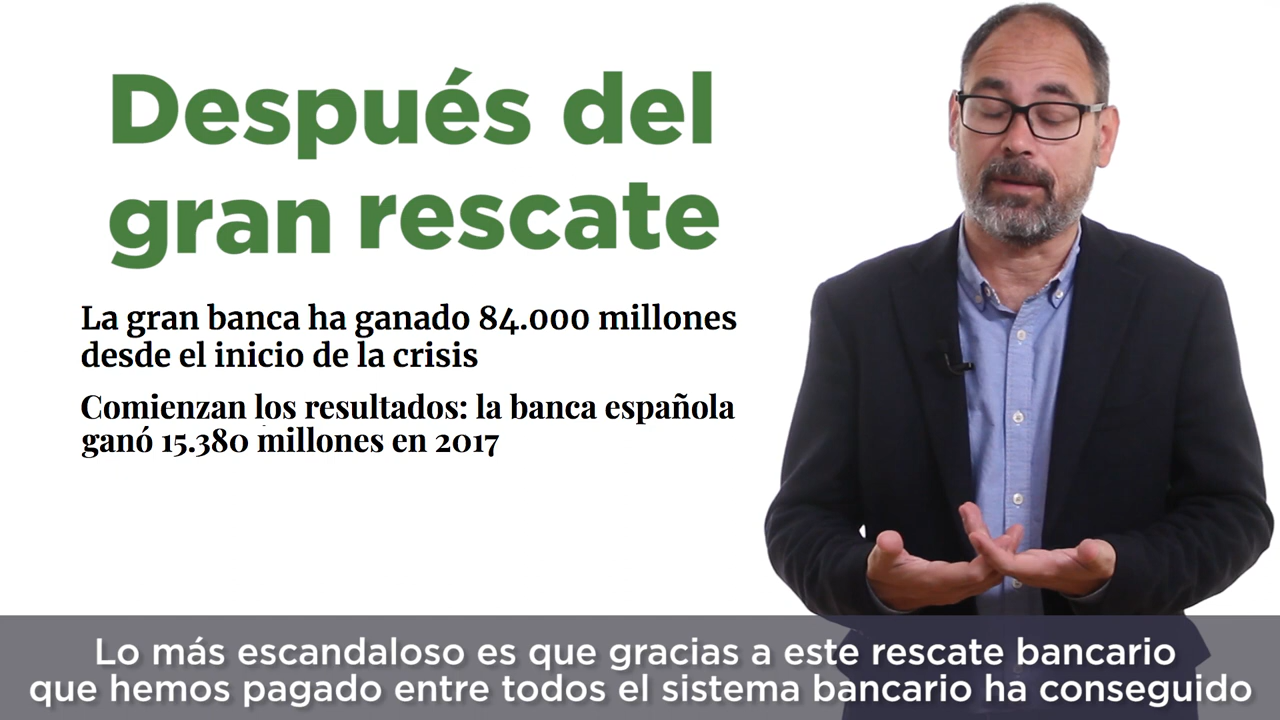 Después del
gran rescate
La gran banca ha ganado 84.000 millones
desde el inicio de la crisis
Comienzan los resultados: la banca española
ganó 15.380 millones en 2017
Lo más escandaloso es que gracias a este rescate bancario
que hemos pagado entre todos el sistema bancario ha conseguido